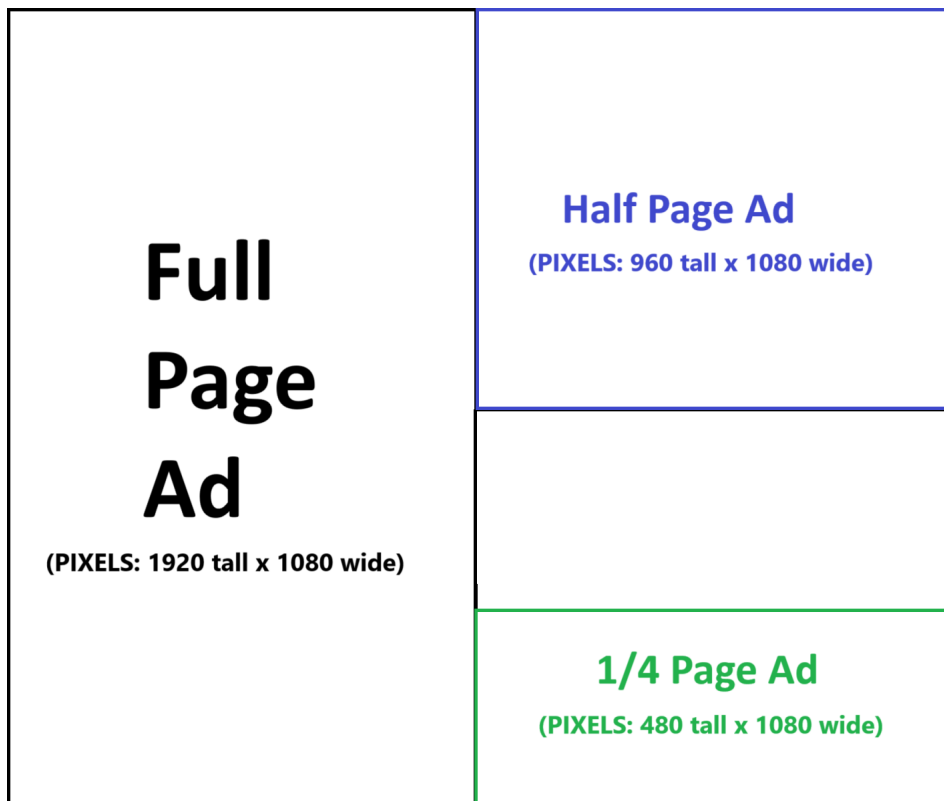 Full
Page
Ad
(PIXELS: 1920 tall x 1080 wide)
Half Page Ad
(PIXELS: 960 tall x 1080 wide)
1/4 Page Ad
(PIXELS: 480 tall x 1080 wide)